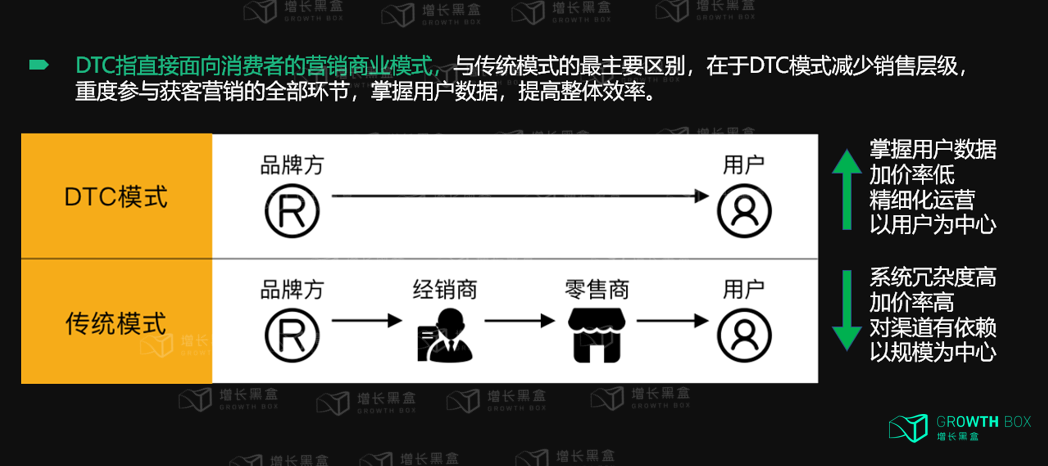 DTC指直接面向消费者的营销商业模式，与传统模式的最主要区别，在于DTC模式减少销售层级，
重度参与获客营销的全部环节，掌握用户数据，提高整体效率。
DTC模式
品牌方
R
用户
掌握用户数据
加价率低
精细化运营
以用户为中心
传统模式
品牌方
R
经销商
零售商
用户
系统冗杂度高
加价率高
对渠道有依赖
以规模为中心
GROWTH BOX
增长黑盒